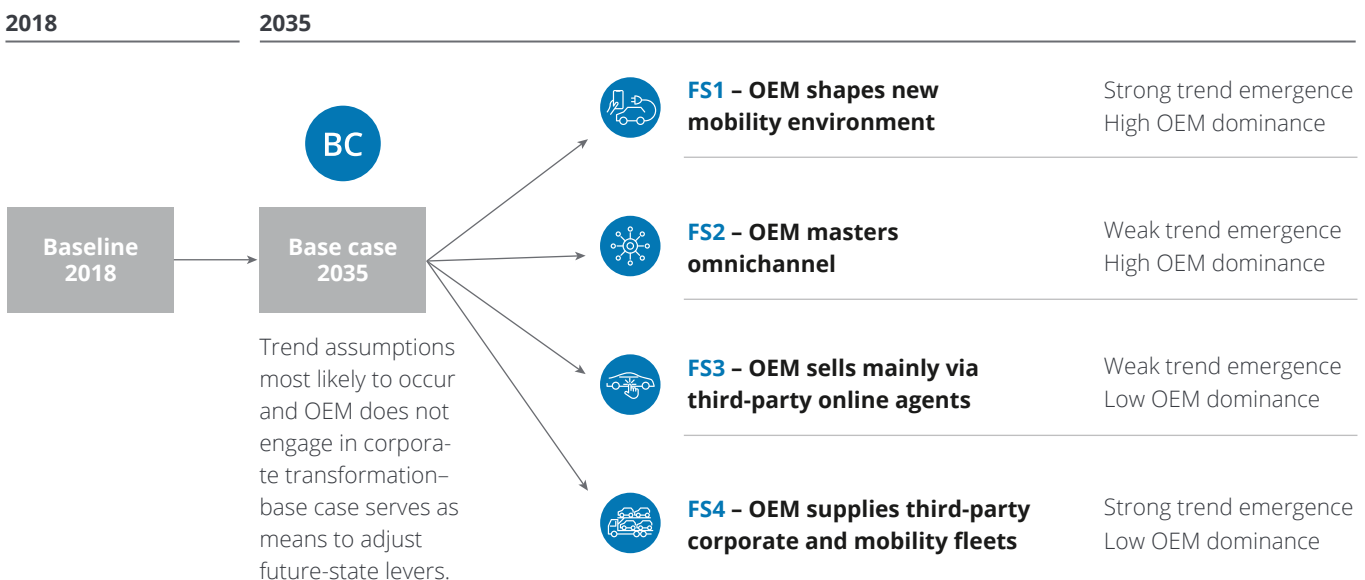 2018
2035
BC
Baseline
2018
Base case
2035
Trend assumptions
most likely to occur
and OEM does not
engage in corpora-
te transformation–
base case serves as
means to adjust
future-state levers.
FS1 – OEM shapes new
mobility environment
Strong trend emergence
High OEM dominance
FS2 – OEM masters
omnichannel
Weak trend emergence
High OEM dominance
FS3 – OEM sells mainly via
third-party online agents
Weak trend emergence
Low OEM dominance
FS4 – OEM supplies third-party
corporate and mobility fleets
Strong trend emergence
Low OEM dominance